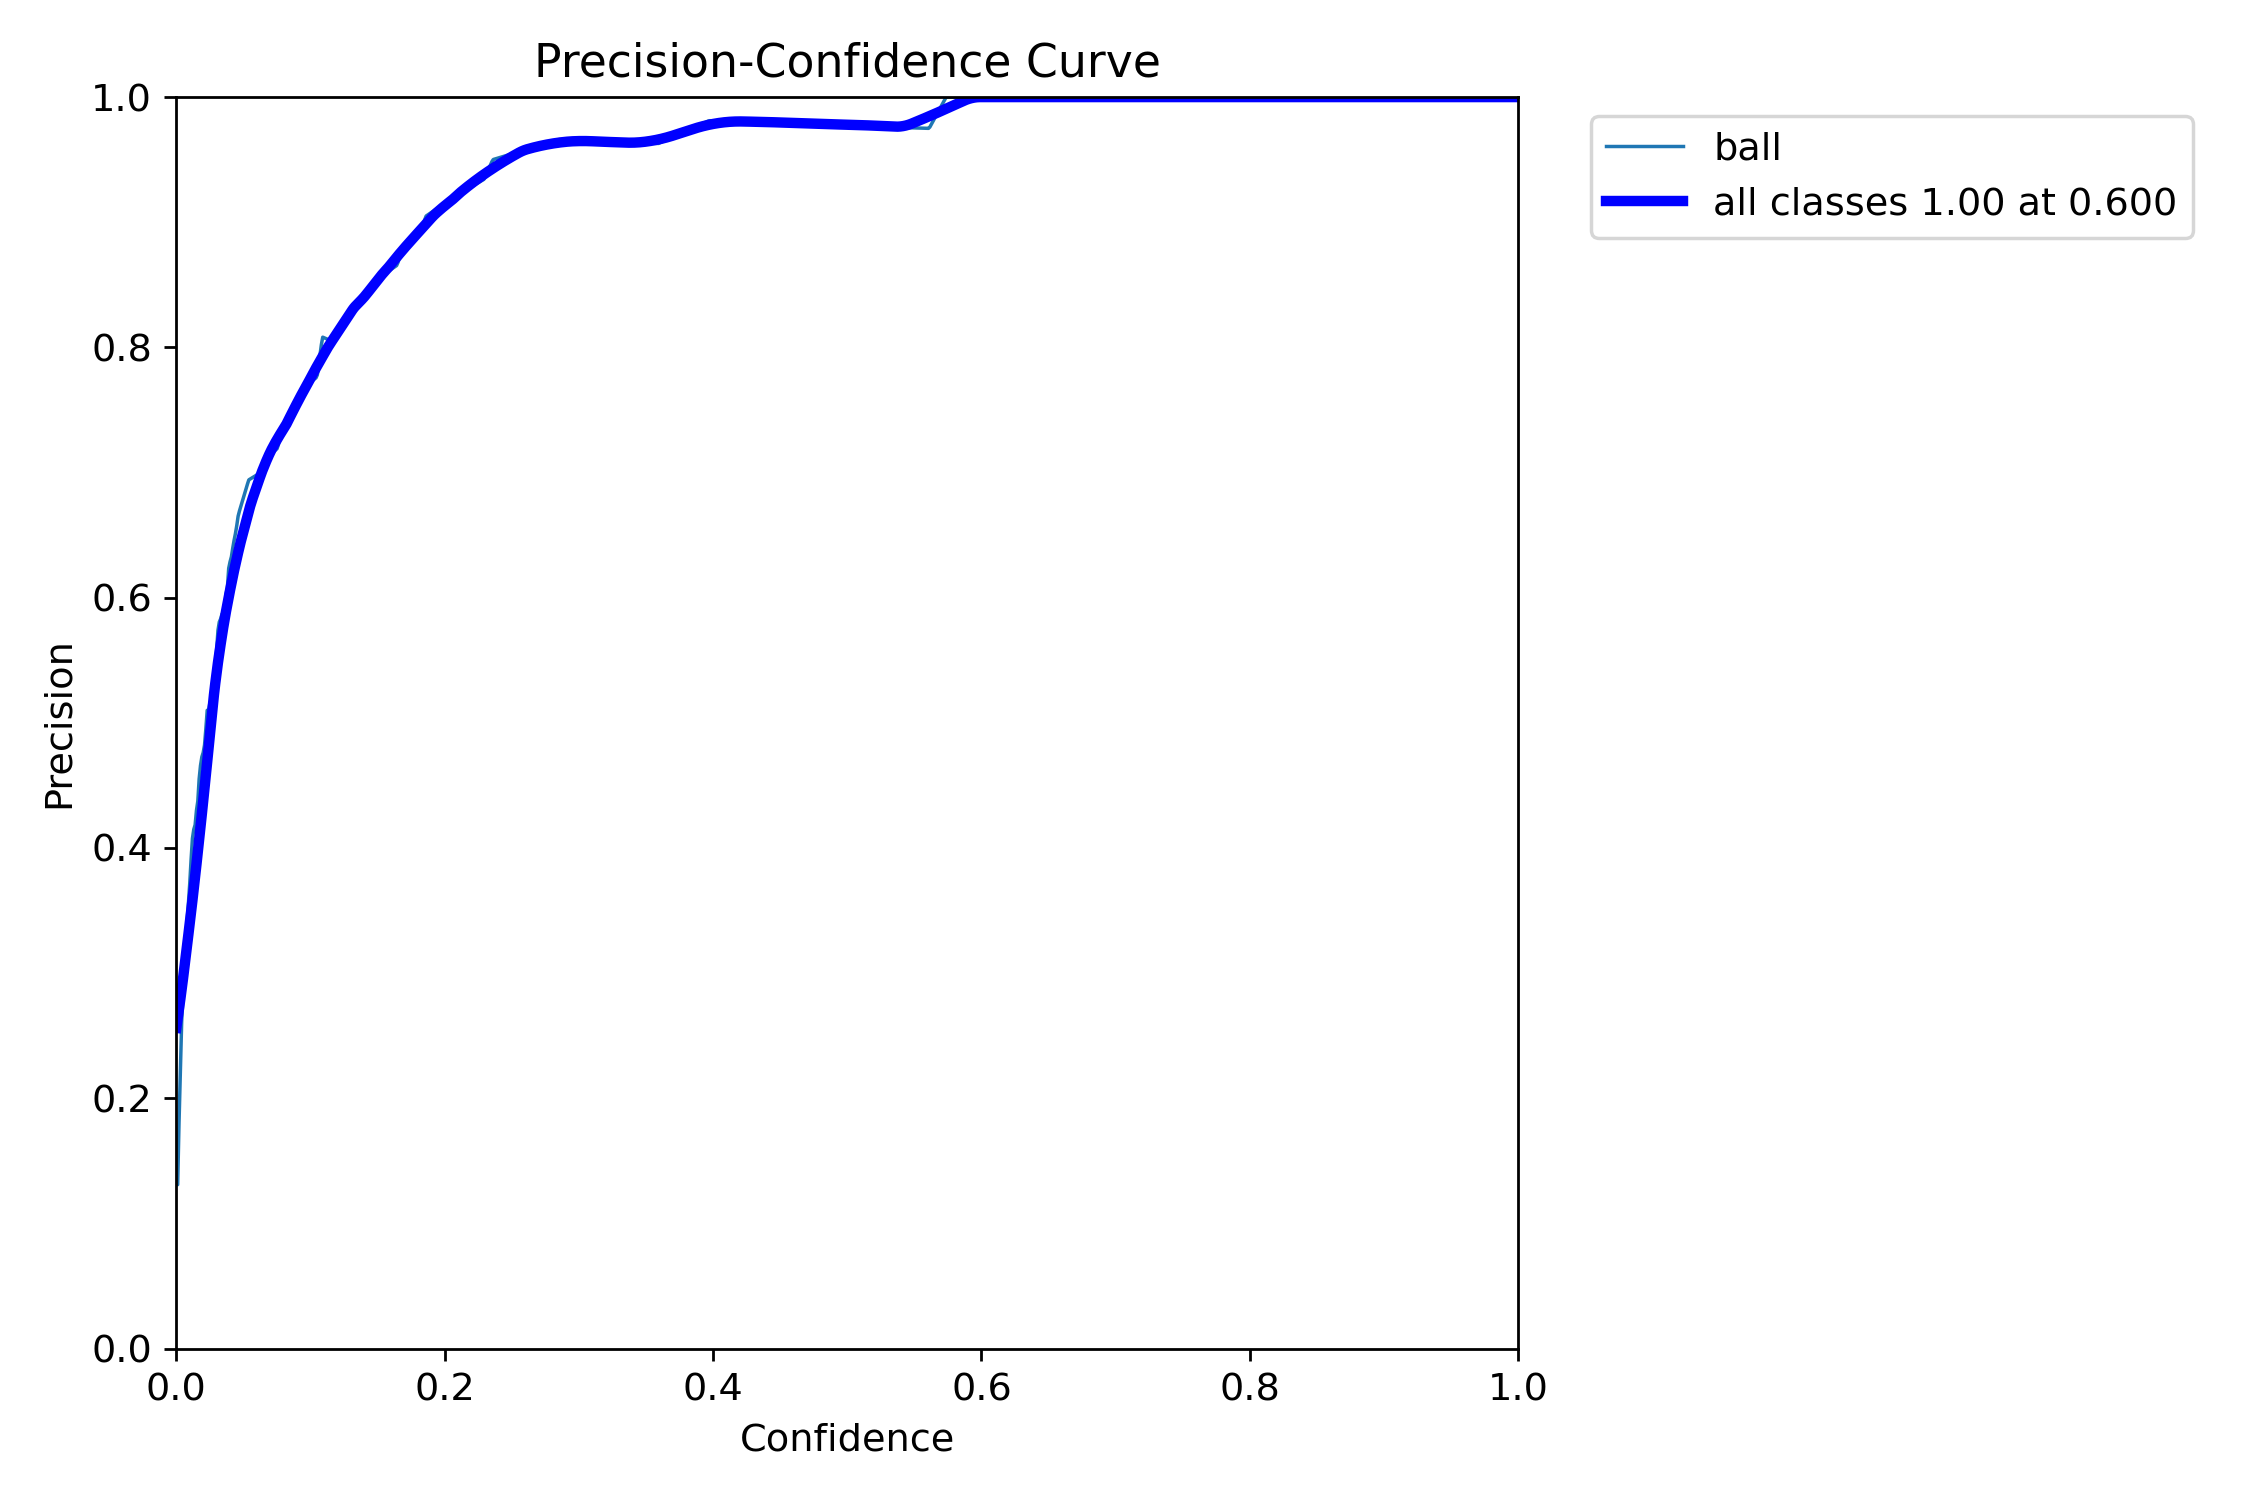 Precision-Confidence Curve
1.0
0.8
0.6
0.4
0.2
0.0
Precision
0.0 0.2 0.4 0.6 0.8 1.0
Confidence
ball
all classes 1.00 at 0.600